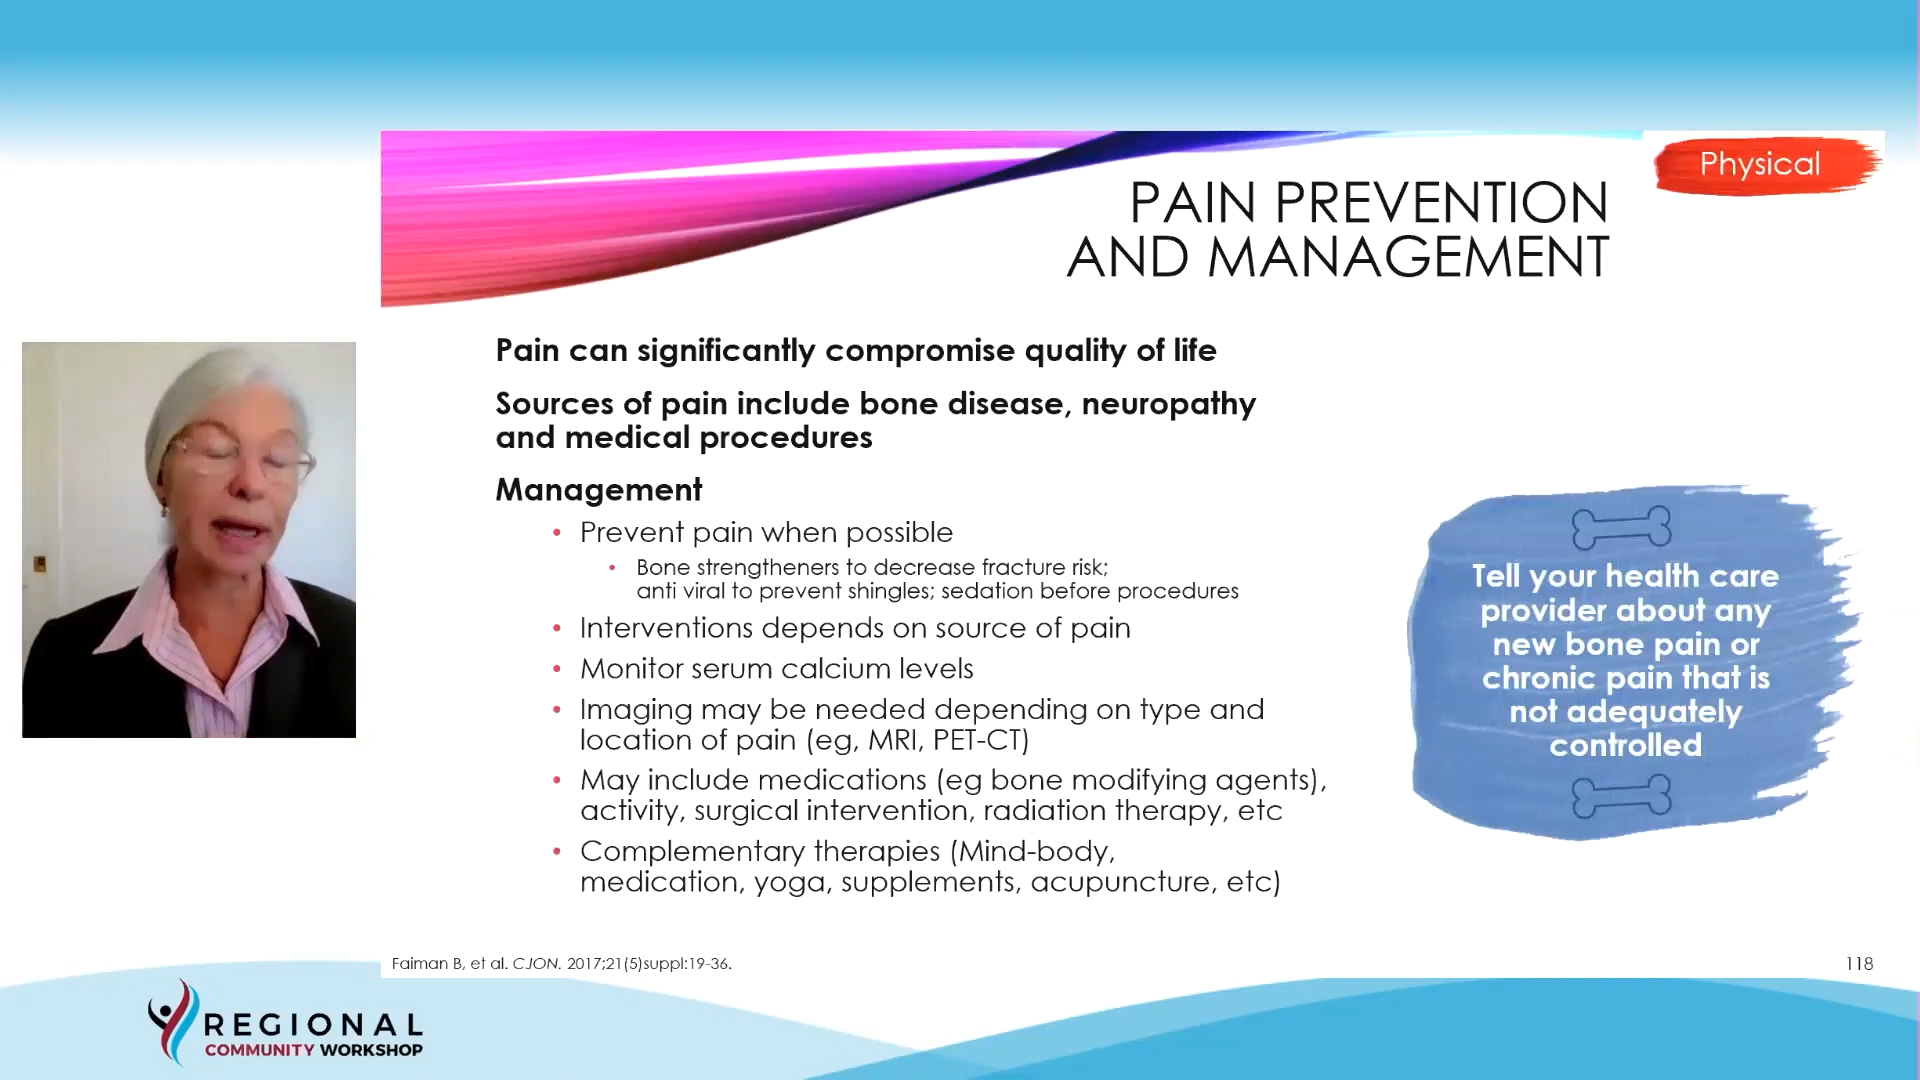 Physical
PAIN PREVENTION
AND MANAGEMENT
Pain can significantly compromise quality of life
Sources of pain include bone disease, neuropathy
and medical procedures
Management
• Prevent pain when possible
• Bone strengtheners to decrease fracture risk;
anti viral to prevent shingles; sedation before procedures
• Interventions depends on source of pain
• Monitor serum calcium levels
• Imaging may be needed depending on type and
location of pain (eg, MRI, PET-CT)
• May include medications (eg bone modifying agents),
activity, surgical intervention, radiation therapy, etc
• Complementary therapies (Mind-body,
medication, yoga, supplements, acupuncture, etc)
Tell your health care
provider about any
new bone pain or
chronic pain that is
not adequately
controlled
Faiman B, et al. CJON. 2017;21(5)suppl:19-36.
118
REGIONAL
COMMUNITY WORKSHOP